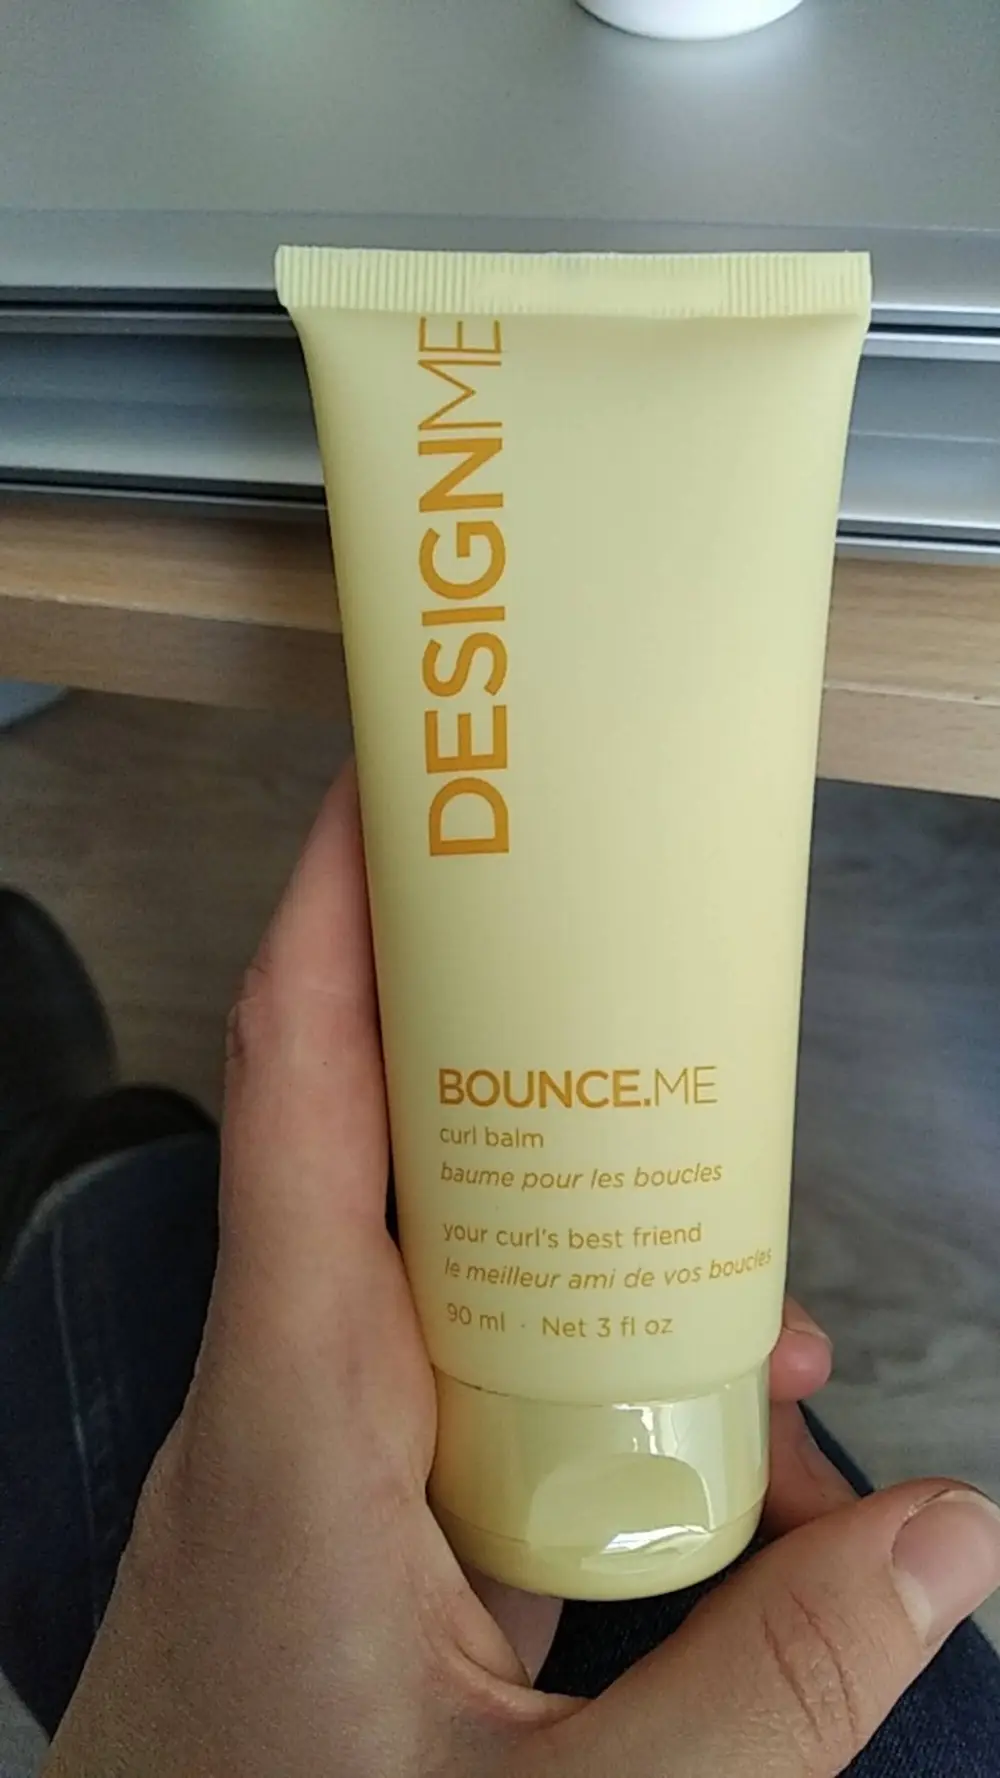 DESIGNME
BOUNCE.ME
curl balm
baume pour les boucles
your curl's best friend
le meilleur ami de vos boucles
90 ml · Net 3 fl oz